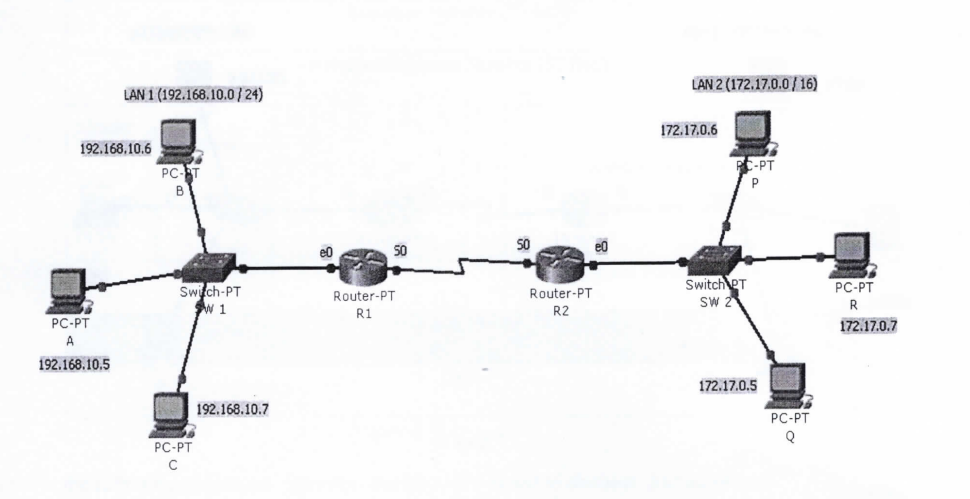 LAN 1 (192.168.10.0 / 24)
192.168.10.6
PC-PT
B
PC-PT
A
192.168.10.5
Switch-PT
SW 1
192.168.10.7
PC-PT
C
e0
S0
Router-PT
R1
S0
e0
Router-PT
R2
LAN 2 (172.17.0.0 / 16)
172.17.0.6
PC-PT
P
Switch-PT
SW 2
PC-PT
R
172.17.0.7
172.17.0.5
PC-PT
Q